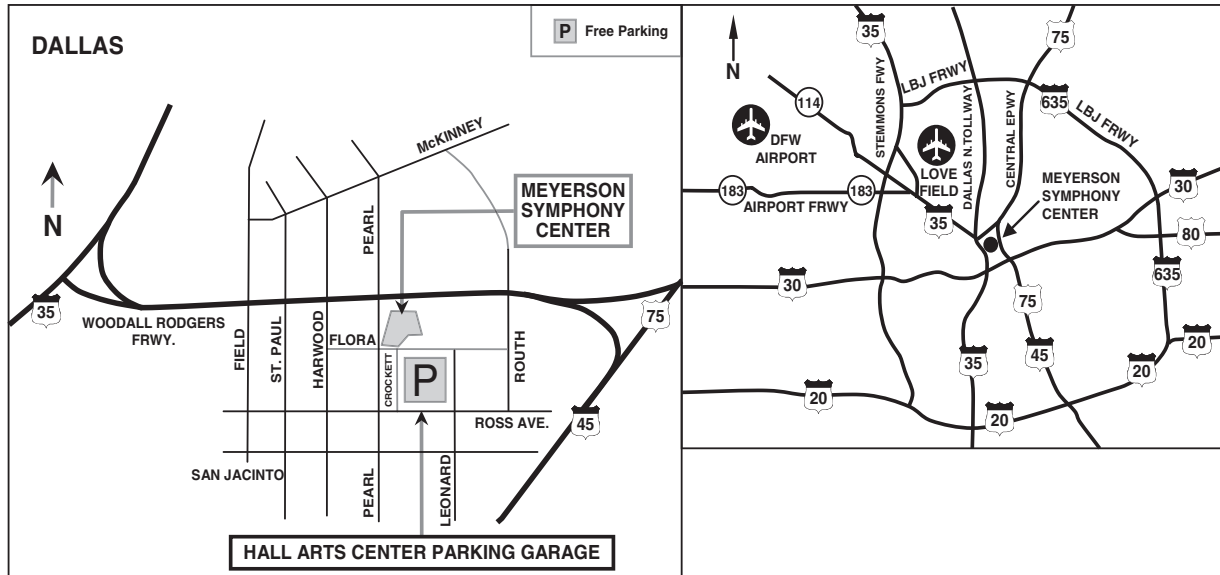 DALLAS
P Free Parking
N
McKINNEY
MEYERSON
SYMPHONY
CENTER
PEARL
35
WOODALL RODGERS
FRWY.
FIELD
ST. PAUL
HARWOOD
FLORA
CROCKETT
P
ROUTH
75
45
ROSS AVE.
SAN JACINTO
PEARL
LEONARD
HALL ARTS CENTER PARKING GARAGE
35
75
N
STEMMONS FWY
LBJ FRWY
DALLAS N.TOLLWAY
CENTRAL EPWY
635
LBJ FRWY
114
DFW
AIRPORT
LOVE
FIELD
183
183
AIRPORT FRWY
35
MEYERSON
SYMPHONY
CENTER
30
80
30
635
75
35
45
20
20
20
20